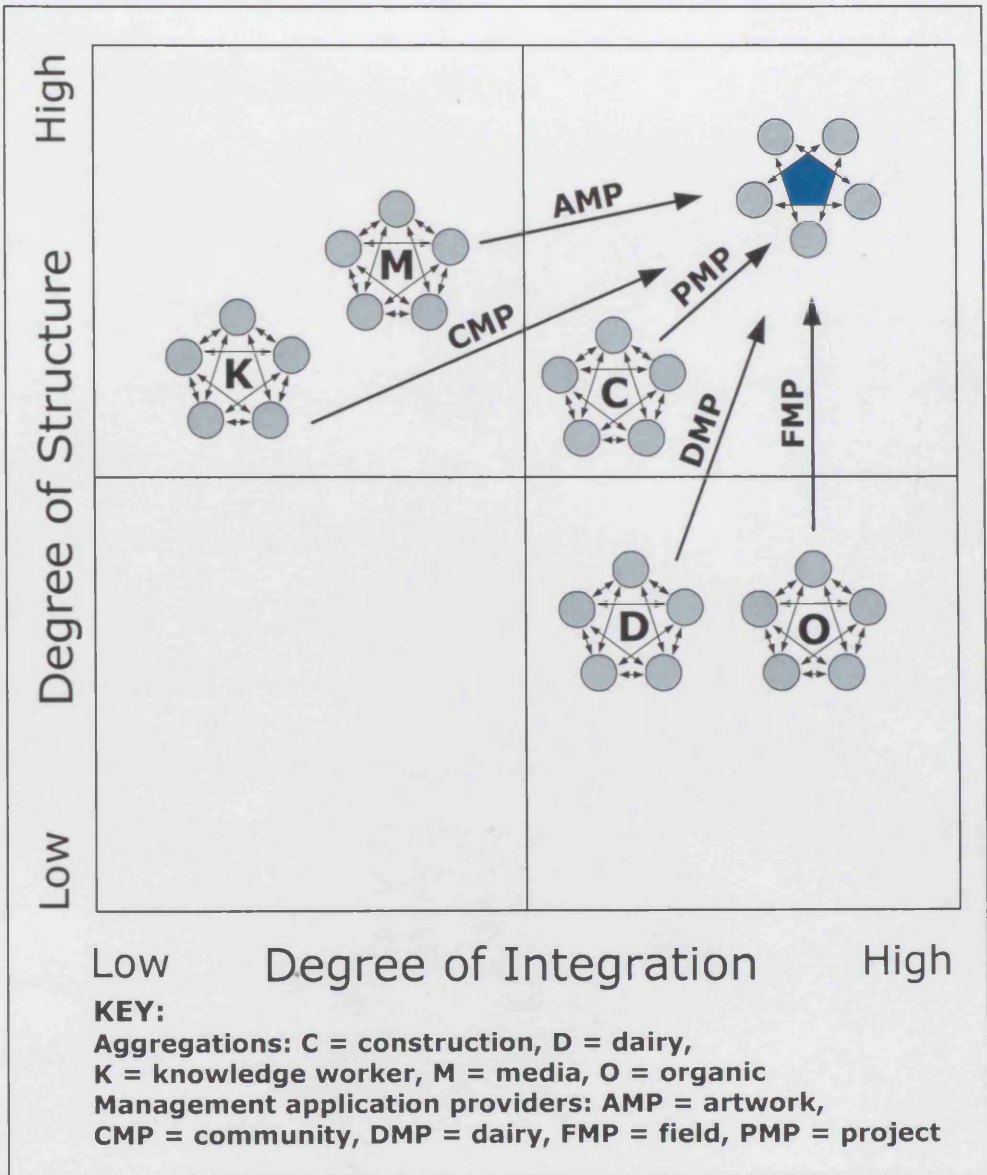 High
Degree of Structure
Low
AMP
M
CMP
PMP
K
C
DMP
FMP
D
O
Low Degree of Integration High
KEY:
Aggregations: C = construction, D = dairy,
K = knowledge worker, M = media, O = organic
Management application providers: AMP = artwork,
CMP = community, DMP = dairy, FMP = field, PMP = project